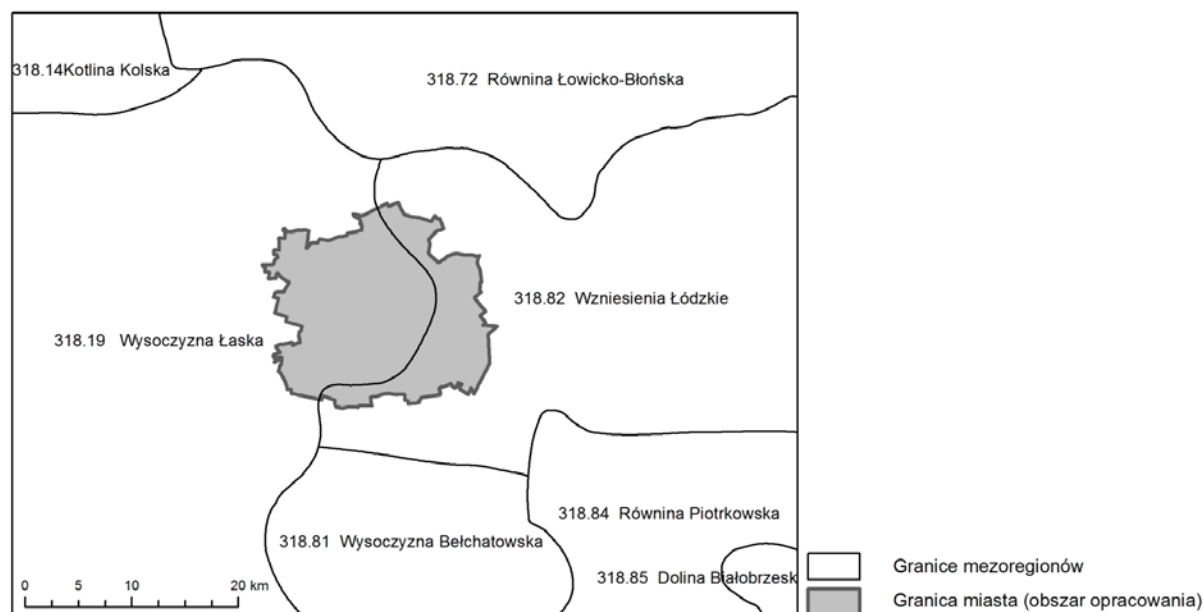 318.14Kotlina Kolska
318.72 Równina Łowicko-Błońska
318.82 Wzniesienia Łódzkie
318.19 Wysoczyzna Łaska
318.84 Równina Piotrkowska
318.81 Wysoczyzna Bełchatowska
318.85 Dolina Białobrzesk
0 5 10 20 km
Granice mezoregionów
Granica miasta (obszar opracowania)